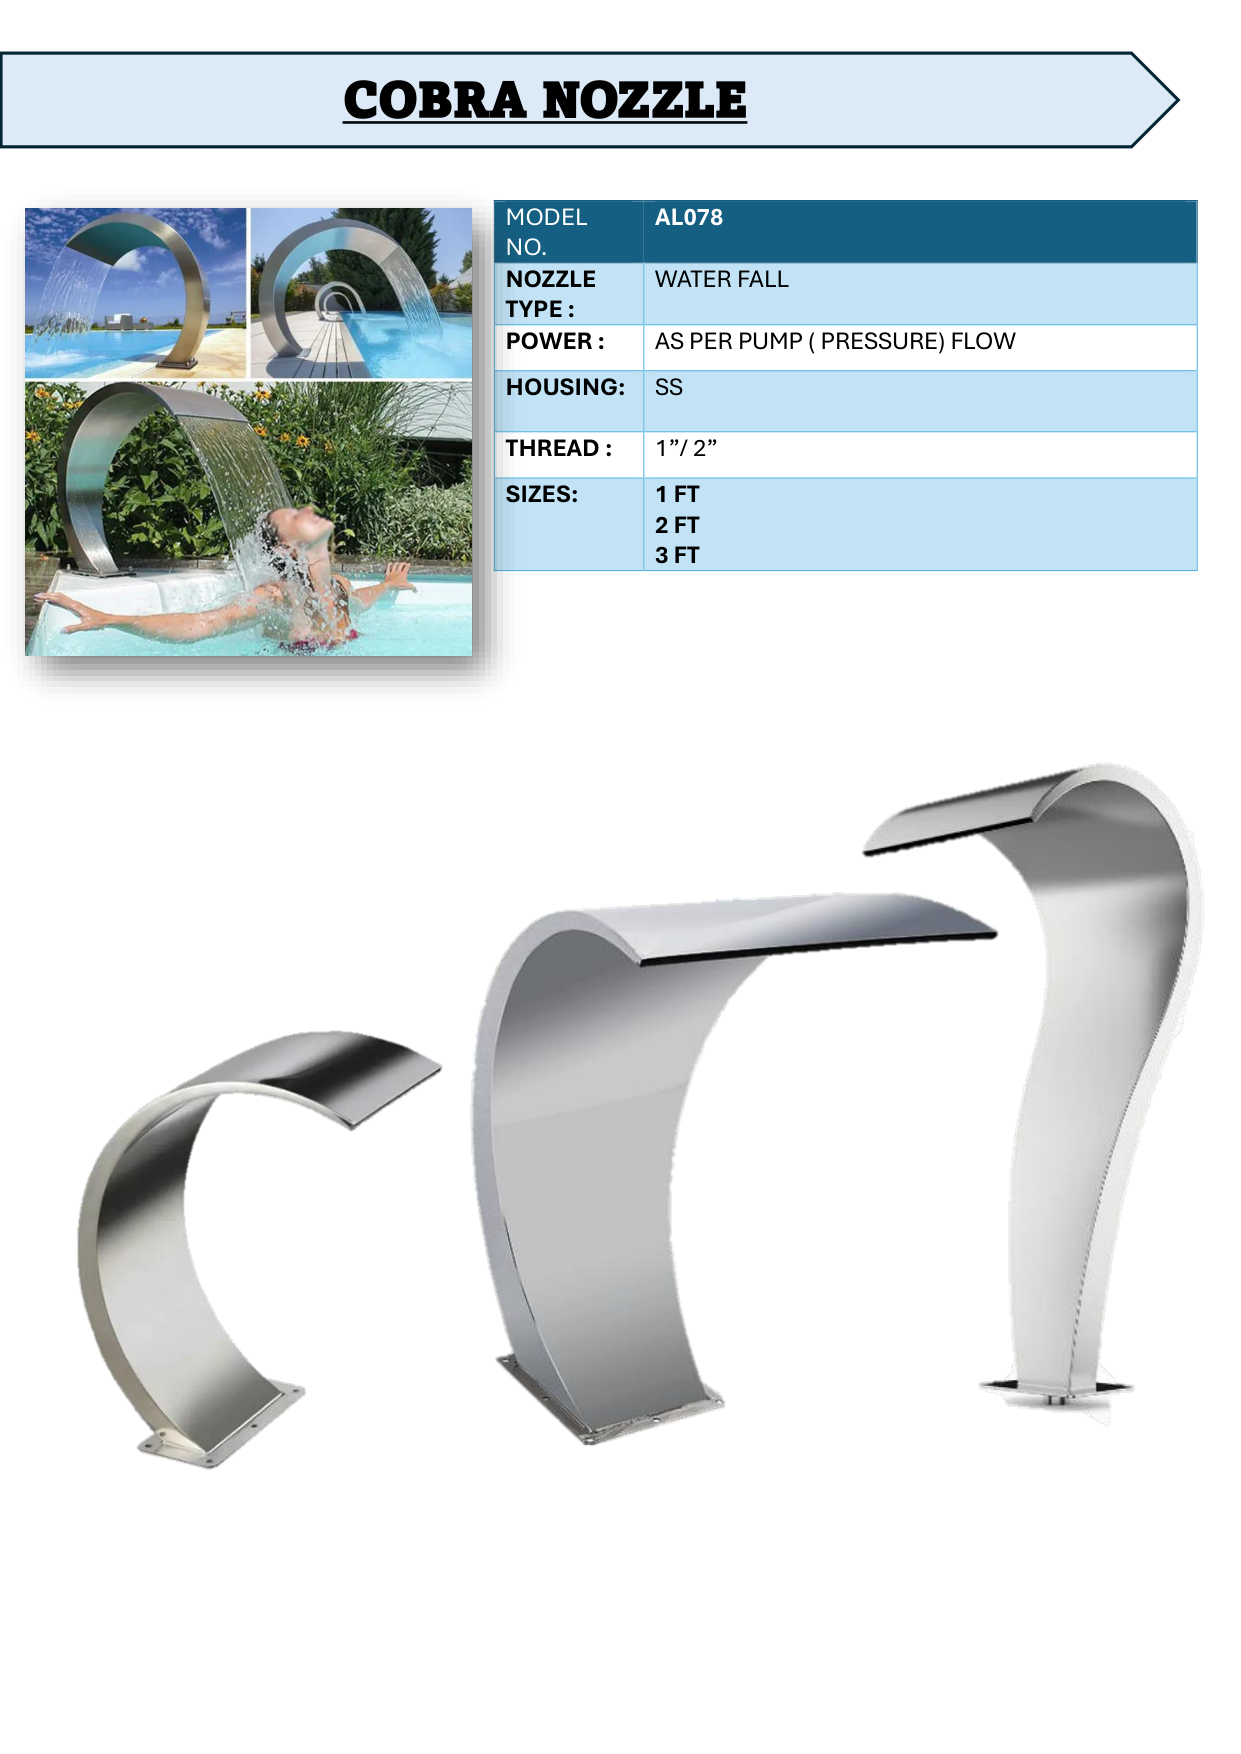 COBRA NOZZLE
MODEL NO. AL078
NOZZLE TYPE : WATER FALL
POWER : AS PER PUMP ( PRESSURE) FLOW
HOUSING: SS
THREAD : 1”/ 2”
SIZES: 1 FT
2 FT
3 FT